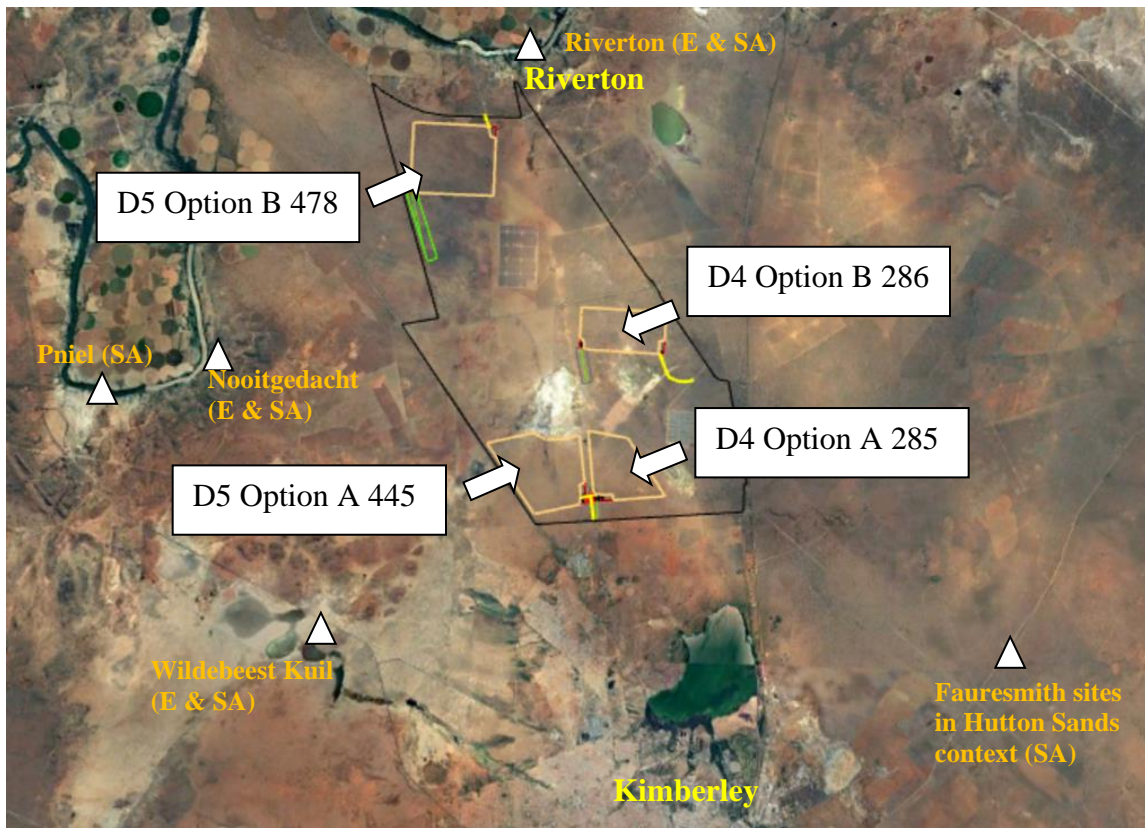 Riverton (E & SA)
Riverton
D5 Option B 478
D4 Option B 286
Pniel (SA)
Nooitgedacht
(E & SA)
D4 Option A 285
D5 Option A 445
Wildebeest Kuil
(E & SA)
Fauresmith sites
in Hutton Sands
context (SA)
Kimberley